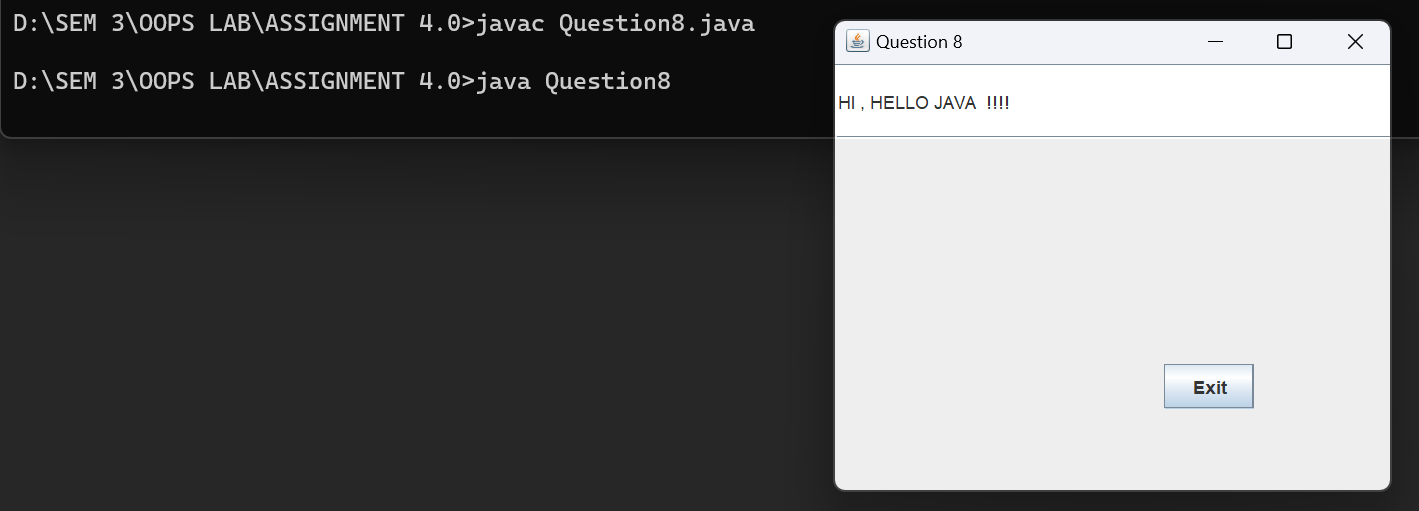 D:\SEM 3\OOPS LAB\ASSIGNMENT 4.0>javac Question8.java
D:\SEM 3\OOPS LAB\ASSIGNMENT 4.0>java Question8
Question 8
HI , HELLO JAVA  !!!!
Exit